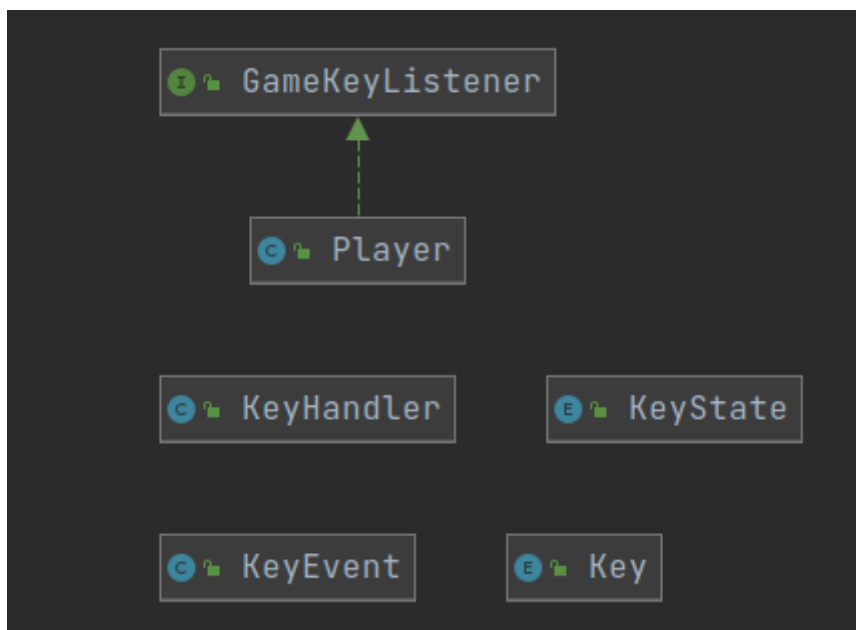 I GameKeyListener
C Player
C KeyHandler
E KeyState
C KeyEvent
E Key